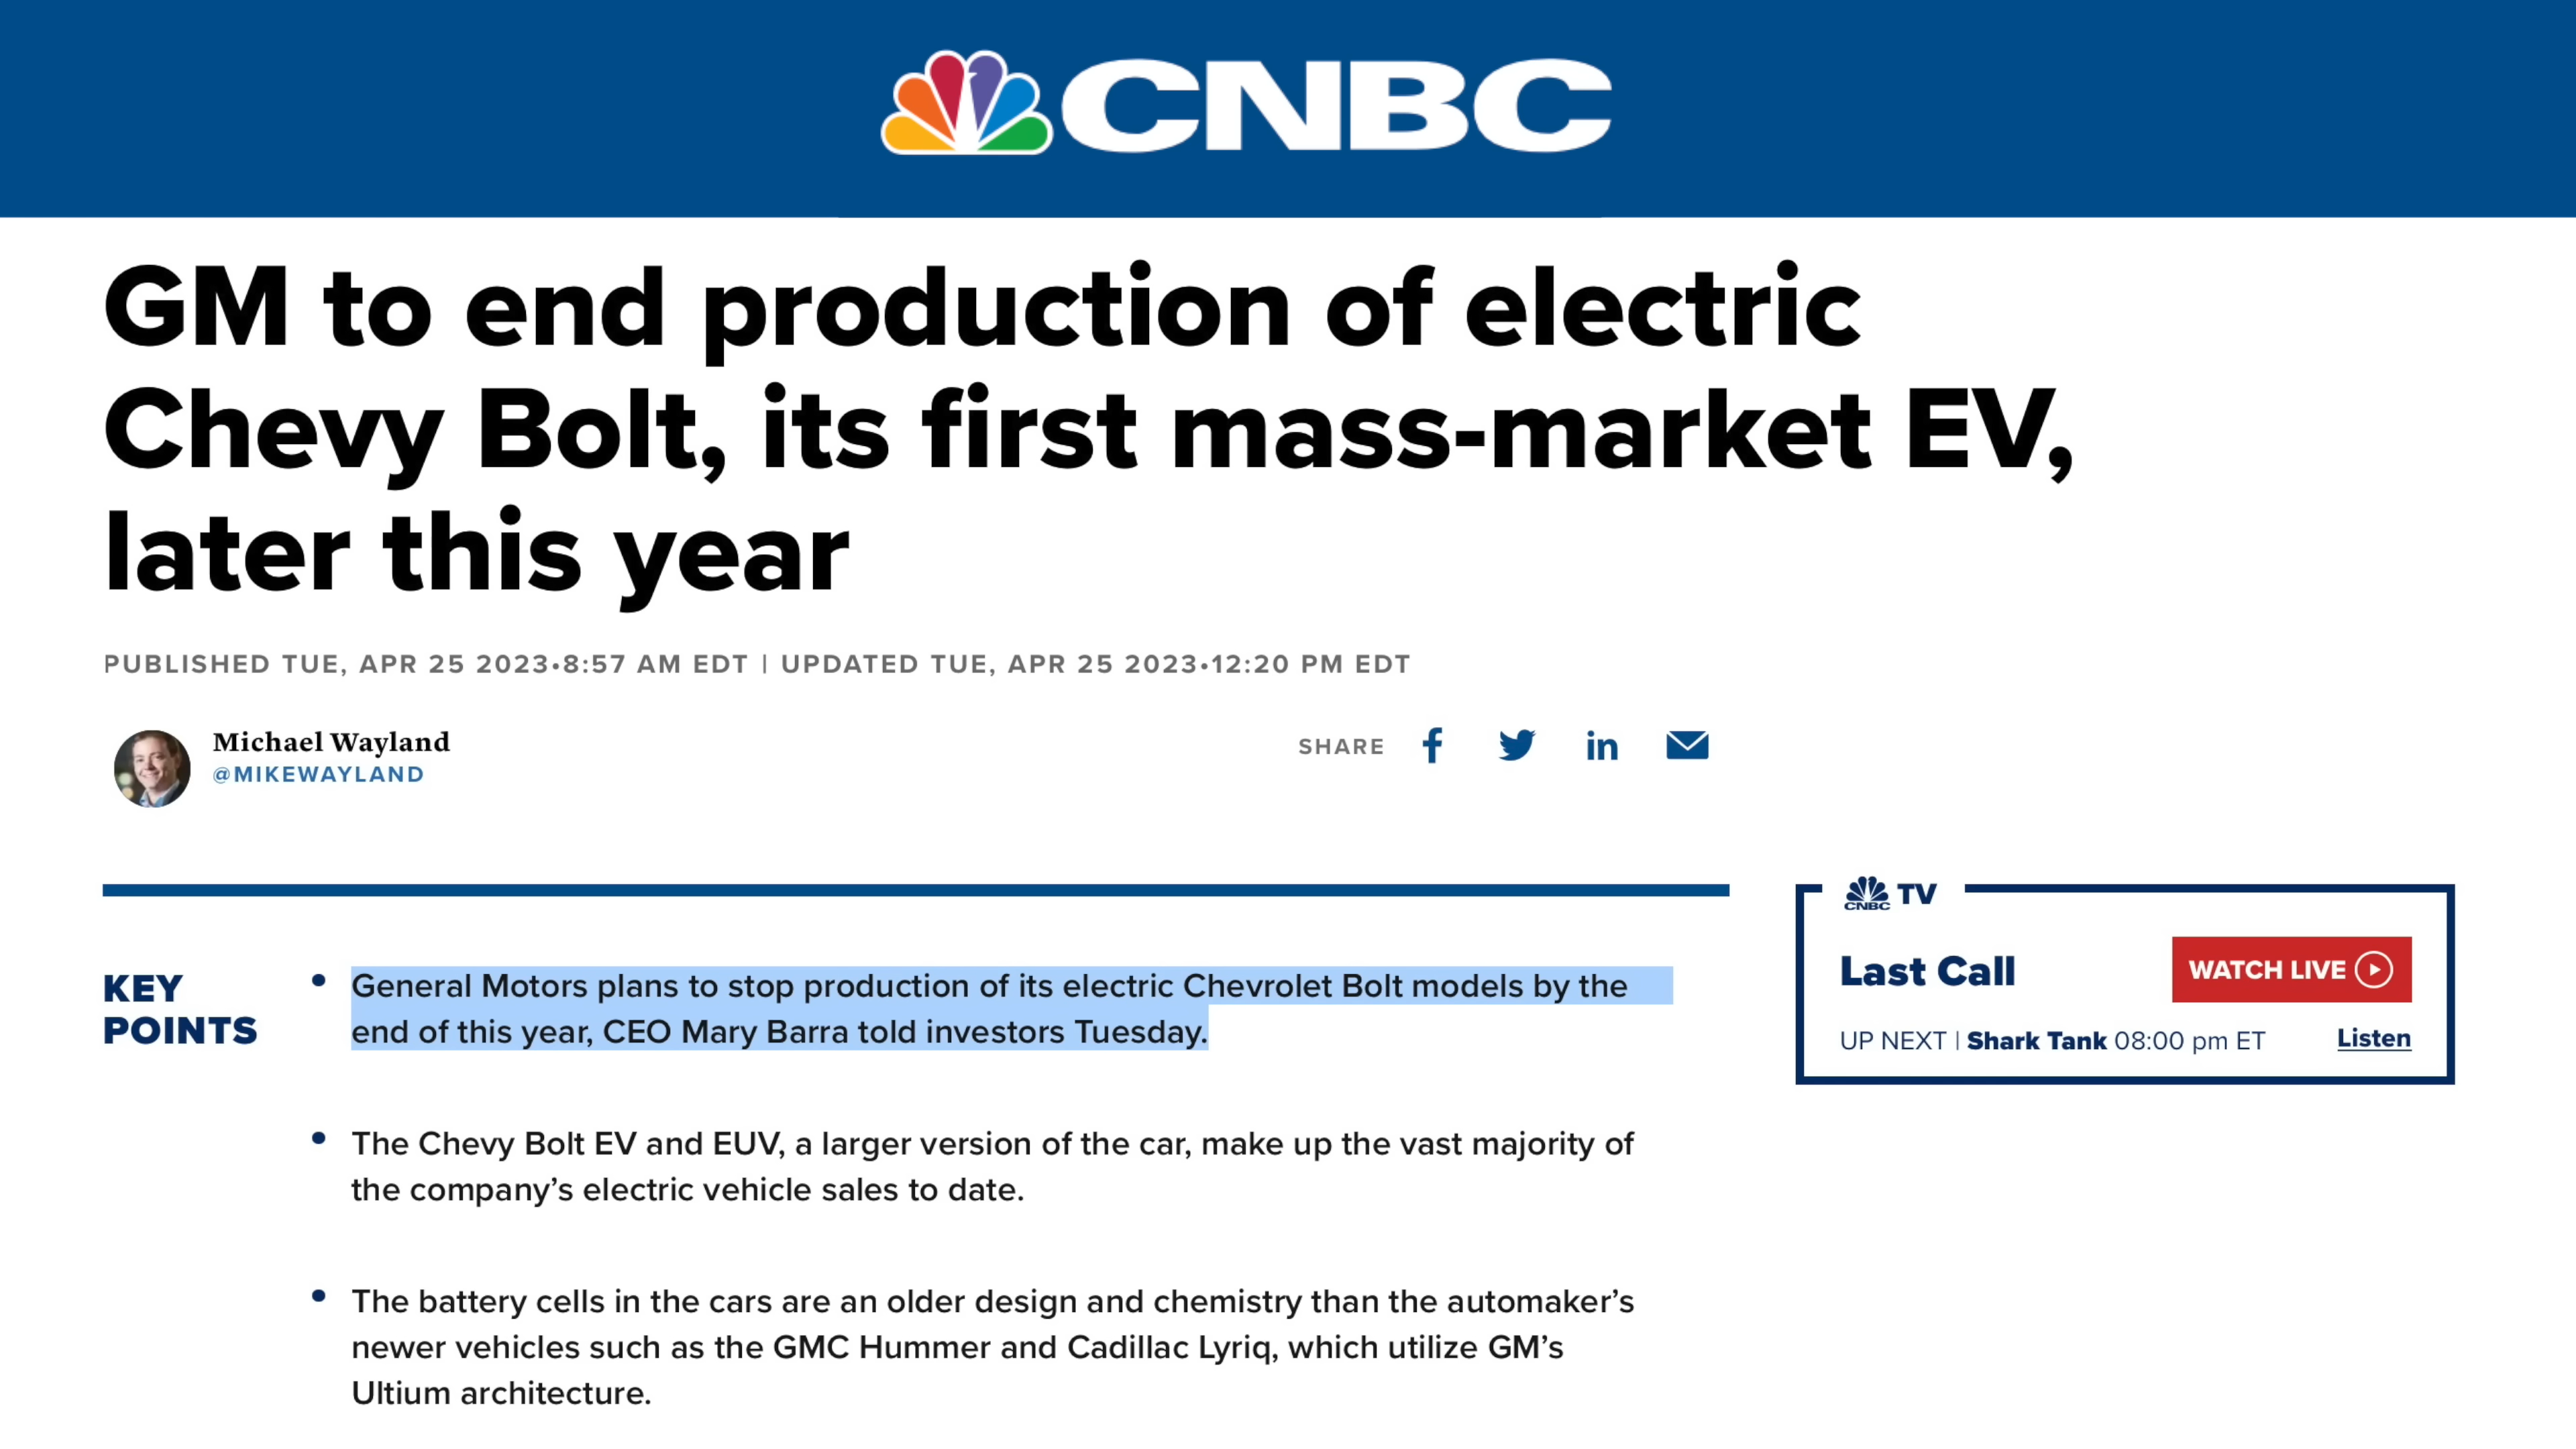 CNBC
GM to end production of electric
Chevy Bolt, its first mass-market EV,
later this year
PUBLISHED TUE, APR 25 2023•8:57 AM EDT | UPDATED TUE, APR 25 2023•12:20 PM EDT
Michael Wayland
@MIKEWAYLAND
SHARE
KEY
POINTS
• General Motors plans to stop production of its electric Chevrolet Bolt models by the
end of this year, CEO Mary Barra told investors Tuesday.
• The Chevy Bolt EV and EUV, a larger version of the car, make up the vast majority of
the company’s electric vehicle sales to date.
• The battery cells in the cars are an older design and chemistry than the automaker’s
newer vehicles such as the GMC Hummer and Cadillac Lyriq, which utilize GM’s
Ultium architecture.
CNBC TV
Last Call
WATCH LIVE
UP NEXT | Shark Tank 08:00 pm ET
Listen